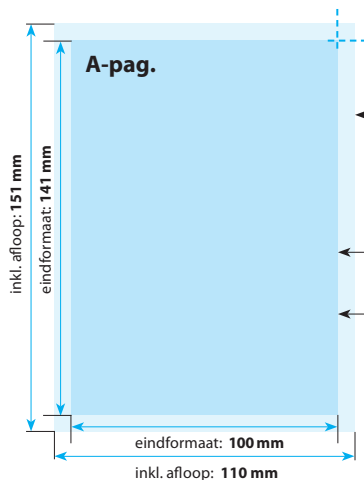 A-pag.
inkl. afloop: 151 mm
eindformaat: 141 mm
eindformaat: 100 mm
inkl. afloop: 110 mm